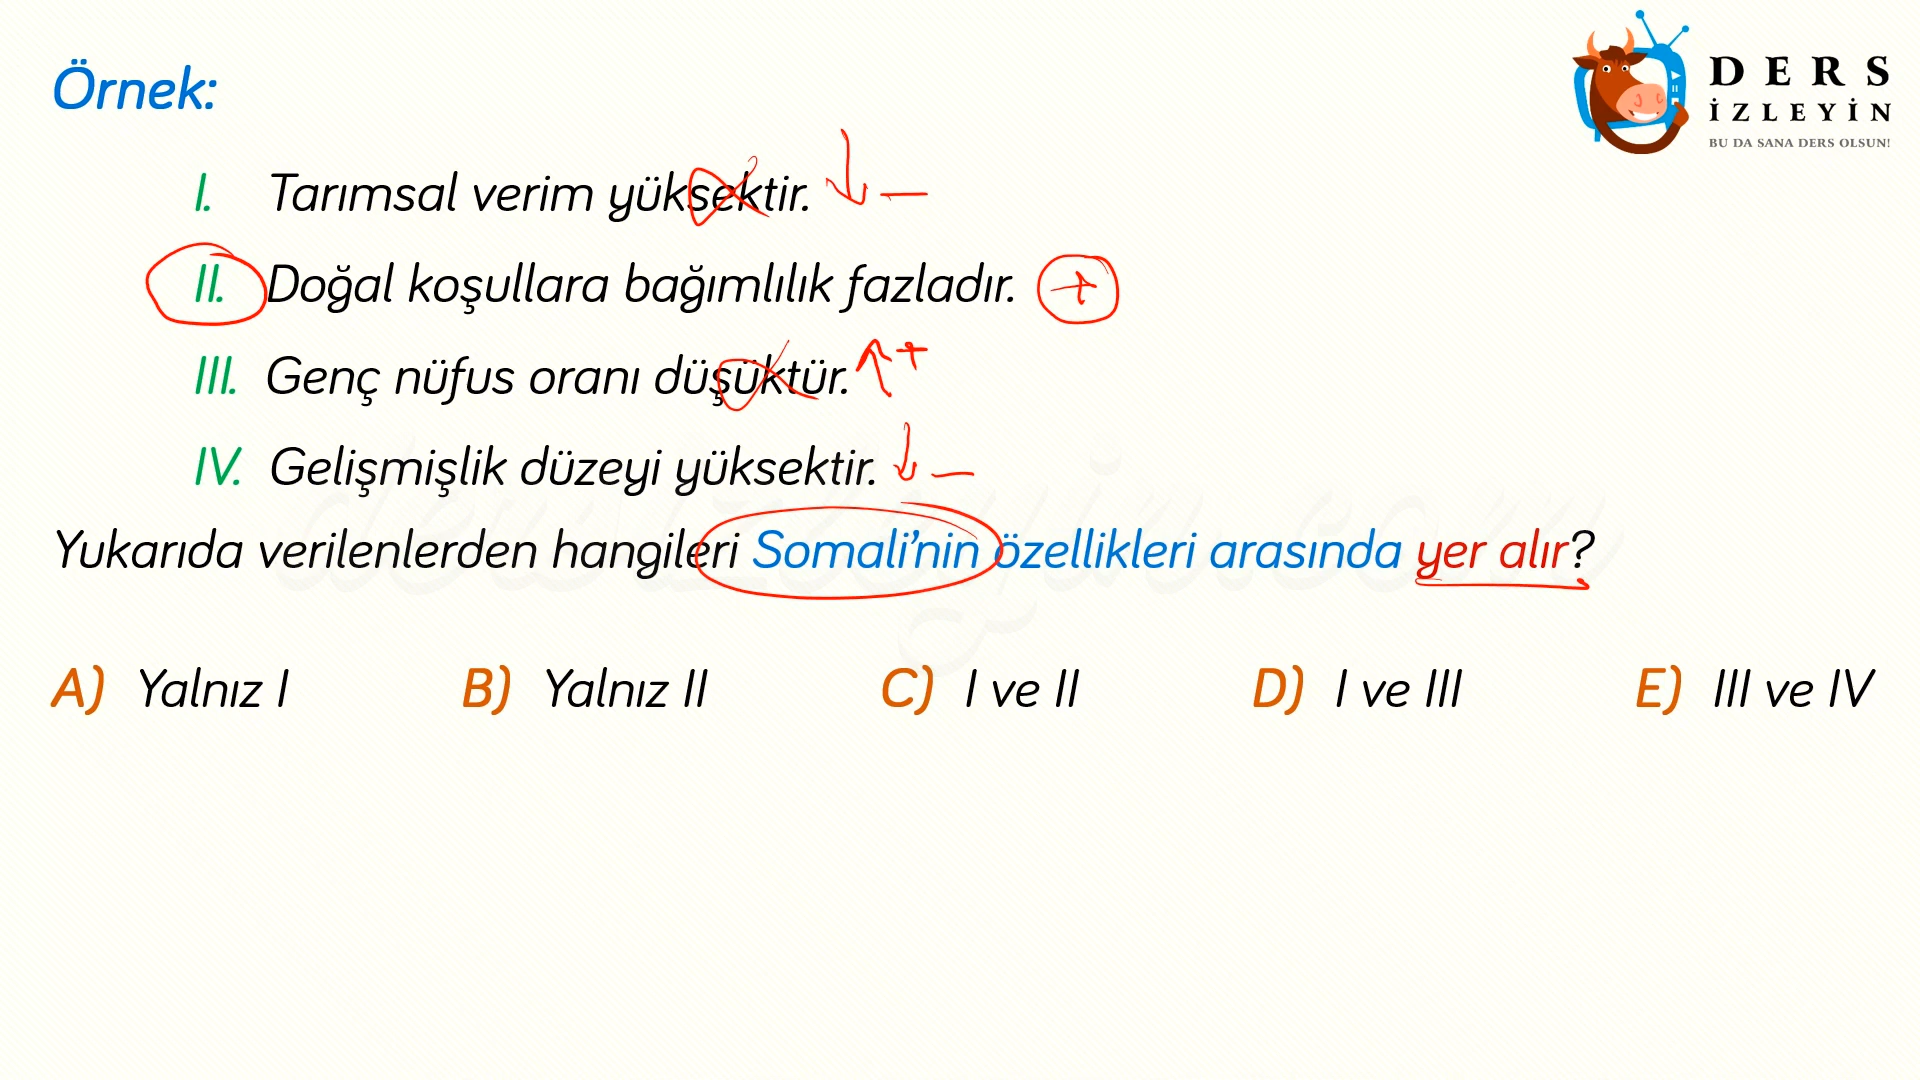 Örnek:
DERS
İZLEYİN
BU DA SANA DERS OLSUN!
I. Tarımsal verim yüksektir. ↓ –
II. Doğal koşullara bağımlılık fazladır. +
III. Genç nüfus oranı düşüktür. ↑ +
IV. Gelişmişlik düzeyi yüksektir. ↓ –
Yukarıda verilenlerden hangileri Somali’nin özellikleri arasında yer alır?
A) Yalnız I B) Yalnız II C) I ve II D) I ve III E) III ve IV